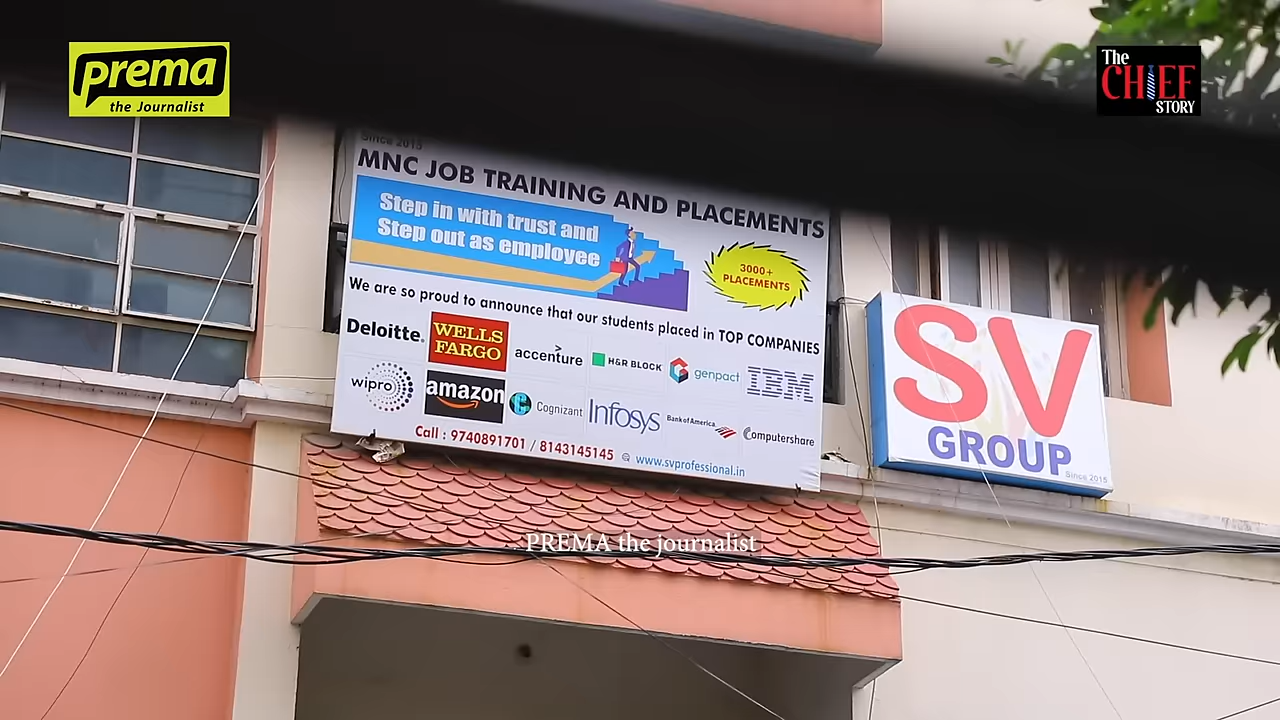 prema
the Journalist
The
CHIEF
STORY
Since 2015
MNC JOB TRAINING AND PLACEMENTS
Step in with trust and
Step out as employee
3000+
PLACEMENTS
We are so proud to announce that our students placed in TOP COMPANIES
Deloitte.
WELLS
FARGO
accenture
H&R BLOCK
genpact
IBM
wipro
amazon
Cognizant
Infosys
Bank of America
Computershare
Call : 9740891701 / 8143145145
www.svprofessional.in
SV
GROUP
Since 2015
PREMA the journalist